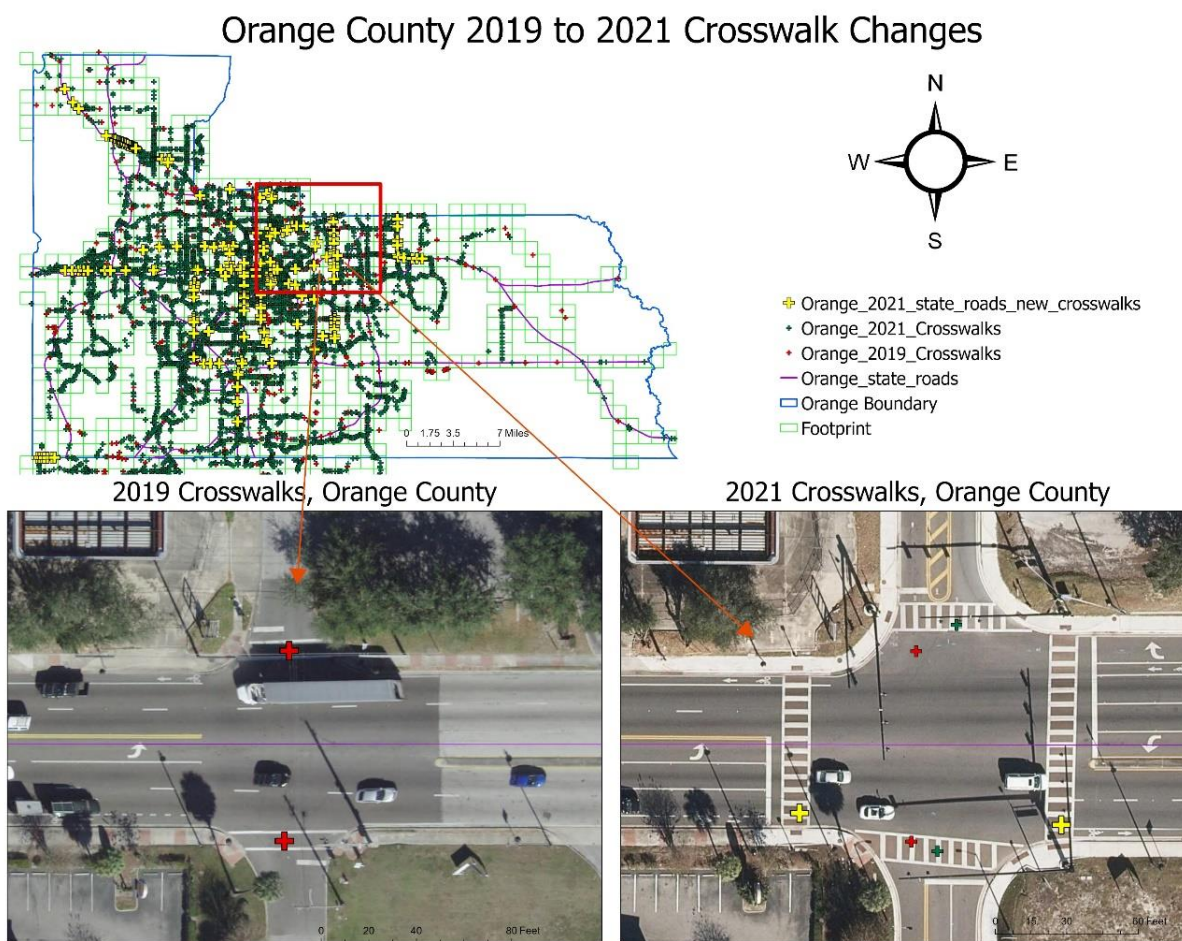 Orange County 2019 to 2021 Crosswalk Changes
N
W E
S
Orange_2021_state_roads_new_crosswalks
Orange_2021_Crosswalks
Orange_2019_Crosswalks
Orange_state_roads
Orange Boundary
Footprint
0 1.75 3.5 7 Miles
2019 Crosswalks, Orange County
2021 Crosswalks, Orange County
0 20 40 80 Feet
0 15 30 60 Feet